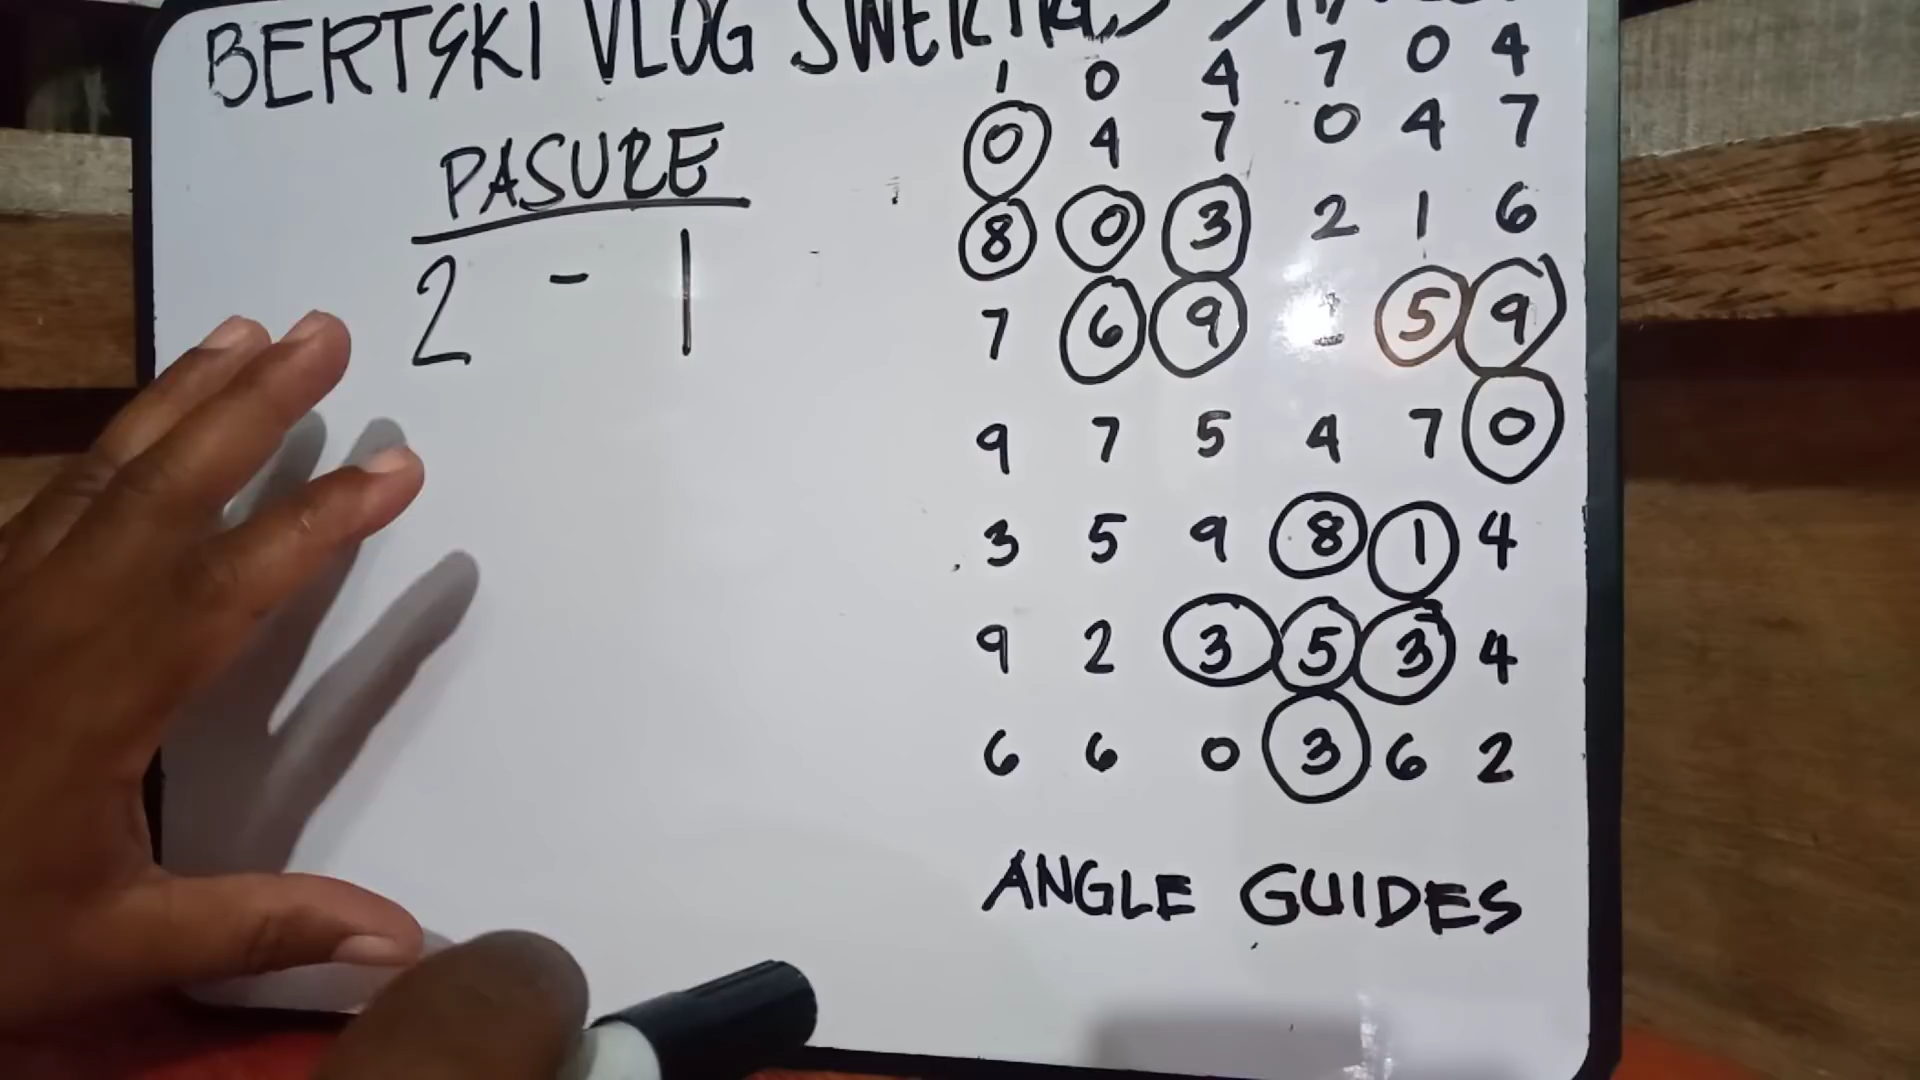 BERTSKI VLOG SWERTRES
PASURE
2 - 1
1 0 4 7 0 4
0 4 7 0 4 7
8 0 3 2 1 6
7 6 9 5 9
9 7 5 4 7 0
3 5 9 8 1 4
9 2 3 5 3 4
6 6 0 3 6 2
ANGLE GUIDES